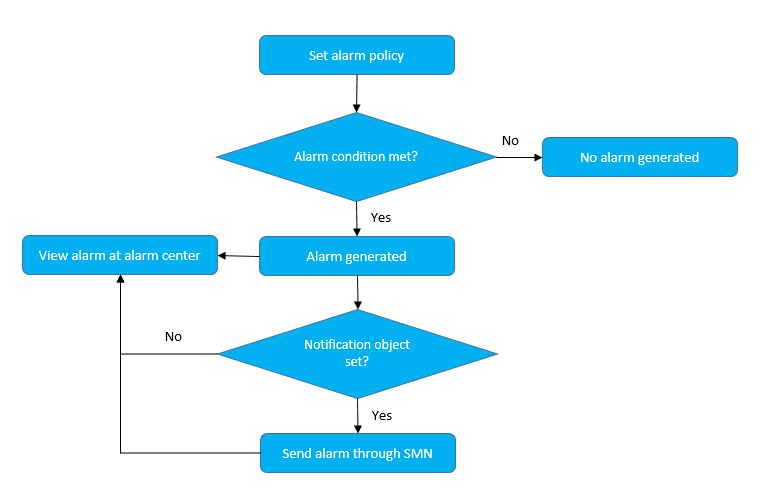 Set alarm policy
Alarm condition met?
No
No alarm generated
Yes
View alarm at alarm center
Alarm generated
No
Notification object
set?
Yes
Send alarm through SMN